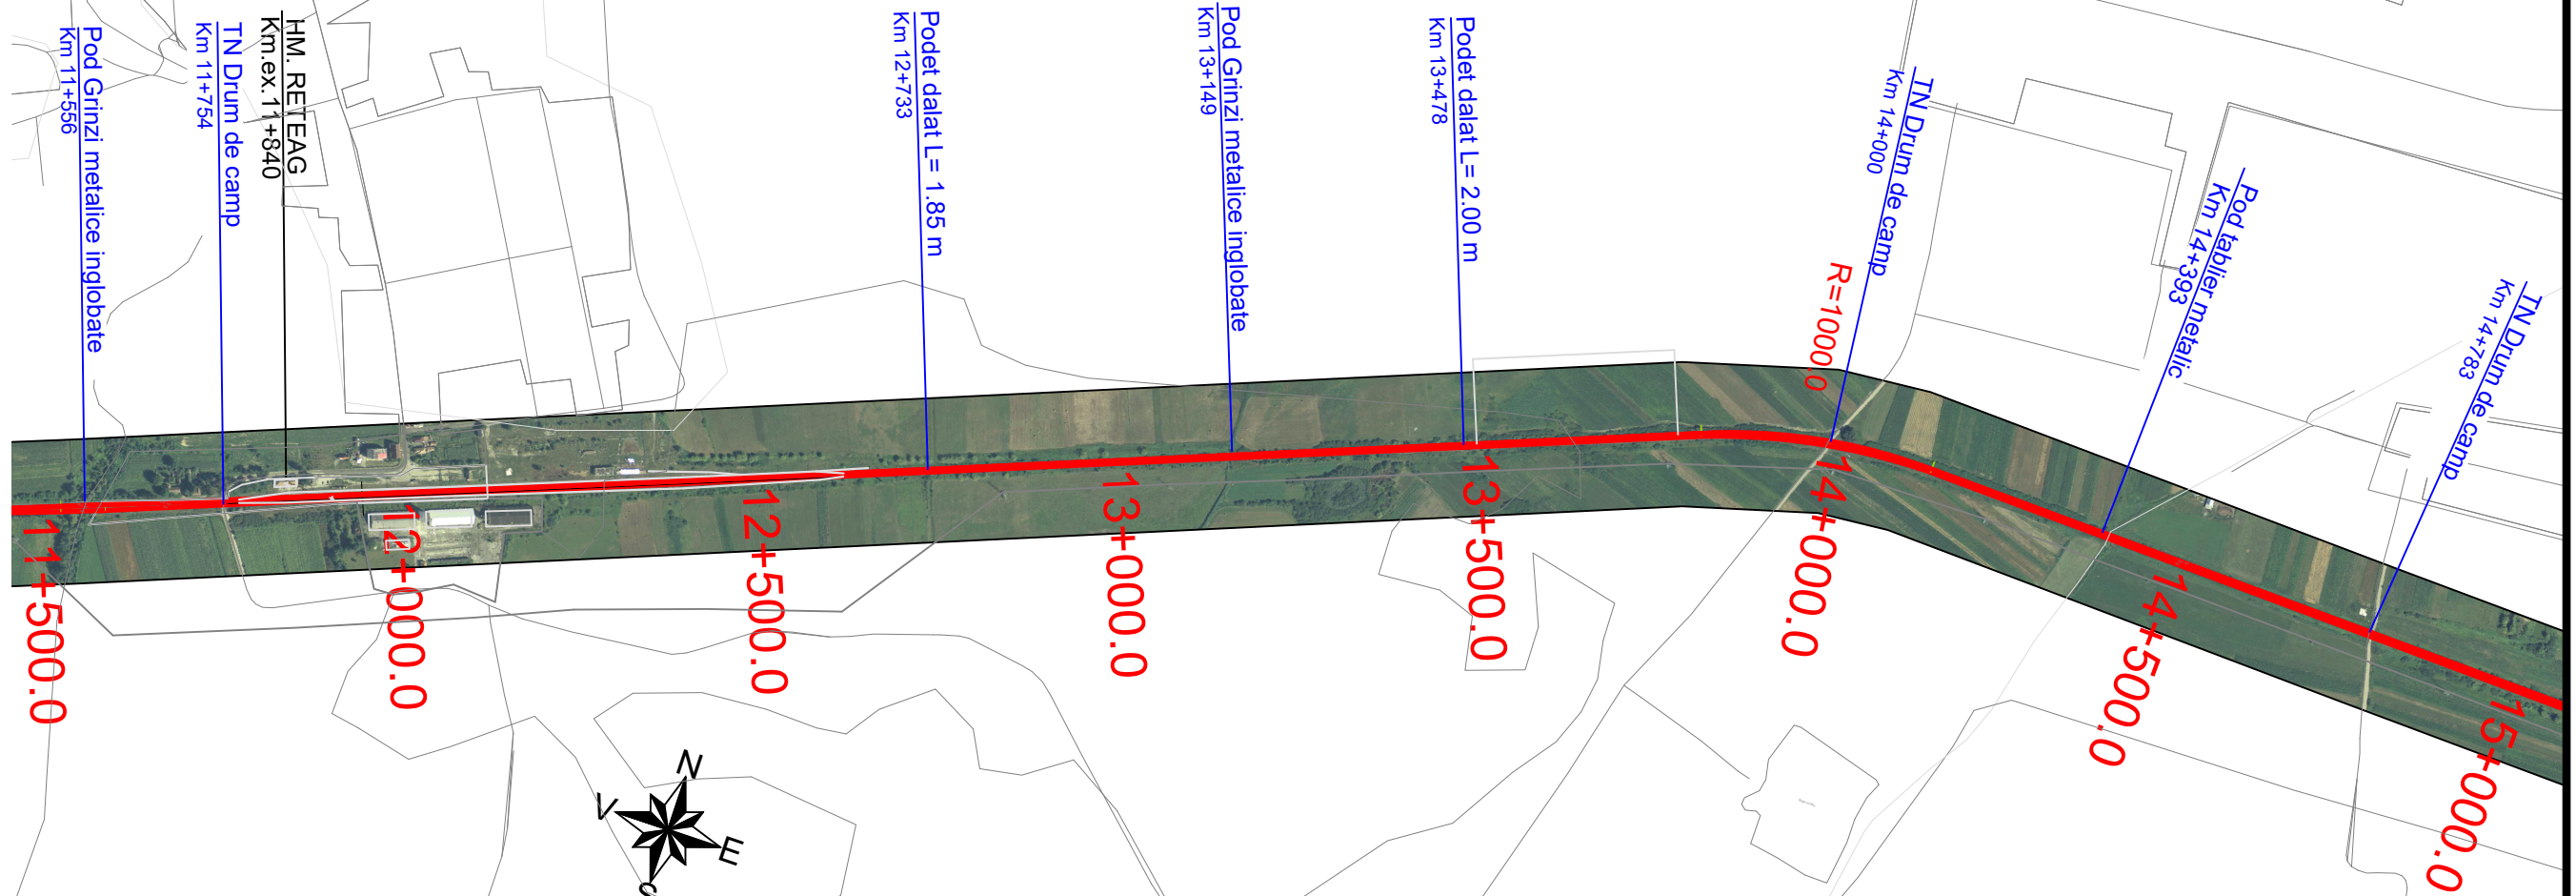 Pod Grinzi metalice inglobate
Km 11+556
TN Drum de camp
Km 11+754
HM. RETEAG
Km.ex.11+840
Podet dalat L= 1.85 m
Km 12+733
Pod Grinzi metalice inglobate
Km 13+149
Podet dalat L= 2.00 m
Km 13+478
TN Drum de camp
Km 14+000
R=1000.0
Pod tablier metalic
Km 14+393
TN Drum de camp
Km 14+783
11+500.0
12+000.0
12+500.0
13+000.0
13+500.0
14+000.0
14+500.0
15+000.0
N
V
E